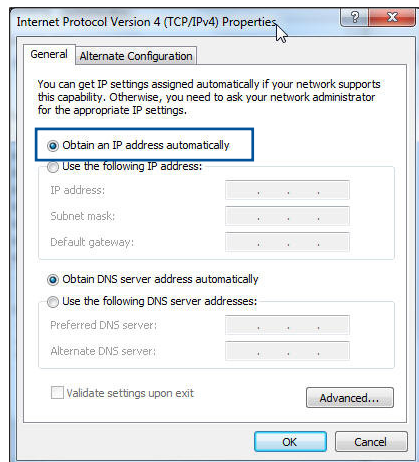 Internet Protocol Version 4 (TCP/IPv4) Properties
General
Alternate Configuration
You can get IP settings assigned automatically if your network supports
this capability. Otherwise, you need to ask your network administrator
for the appropriate IP settings.
Obtain an IP address automatically
Use the following IP address:
IP address:
Subnet mask:
Default gateway:
Obtain DNS server address automatically
Use the following DNS server addresses:
Preferred DNS server:
Alternate DNS server:
Validate settings upon exit
Advanced...
OK
Cancel